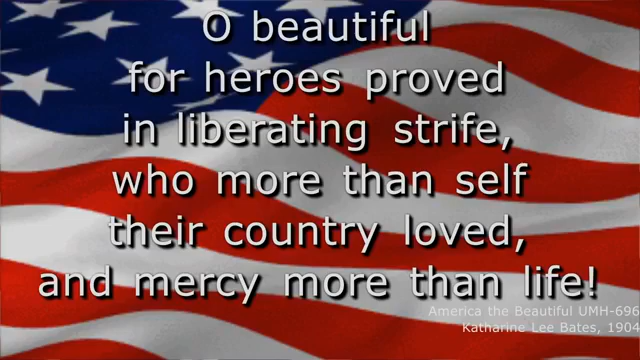 O beautiful
for heroes proved
in liberating strife,
who more than self
their country loved,
and mercy more than life!
America the Beautiful UMH-696
Katharine Lee Bates, 1904